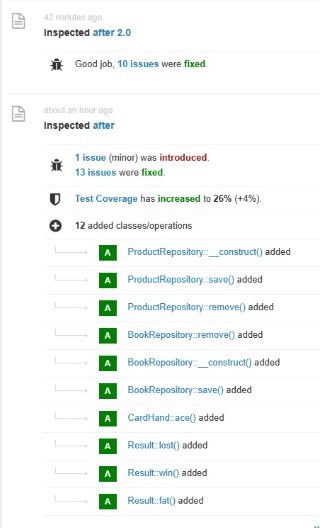 42 minutes ago
Inspected after 2.0
Good job, 10 issues were fixed.
about an hour ago
Inspected after
1 issue (minor) was introduced.
13 issues were fixed.
Test Coverage has increased to 26% (+4%).
12 added classes/operations
A ProductRepository::__construct() added
A ProductRepository::save() added
A ProductRepository::remove() added
A BookRepository::remove() added
A BookRepository::__construct() added
A BookRepository::save() added
A CardHand::ace() added
A Result::lost() added
A Result::win() added
A Result::fat() added